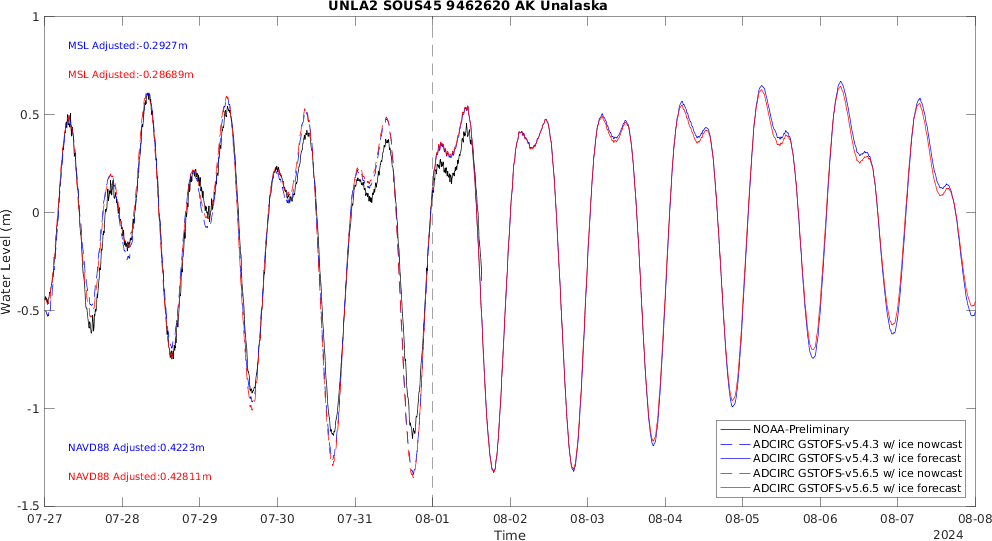 UNLA2 SOUS45 9462620 AK Unalaska
1
MSL Adjusted:-0.2927m
MSL Adjusted:-0.28689m
0.5
0
Water Level (m)
-0.5
-1
NAVD88 Adjusted:0.4223m
NAVD88 Adjusted:0.42811m
NOAA-Preliminary
ADCIRC GSTOFS-v5.4.3 w/ ice nowcast
ADCIRC GSTOFS-v5.4.3 w/ ice forecast
ADCIRC GSTOFS-v5.6.5 w/ ice nowcast
ADCIRC GSTOFS-v5.6.5 w/ ice forecast
-1.5
07-27 07-28 07-29 07-30 07-31 08-01 08-02 08-03 08-04 08-05 08-06 08-07 08-08
Time
2024